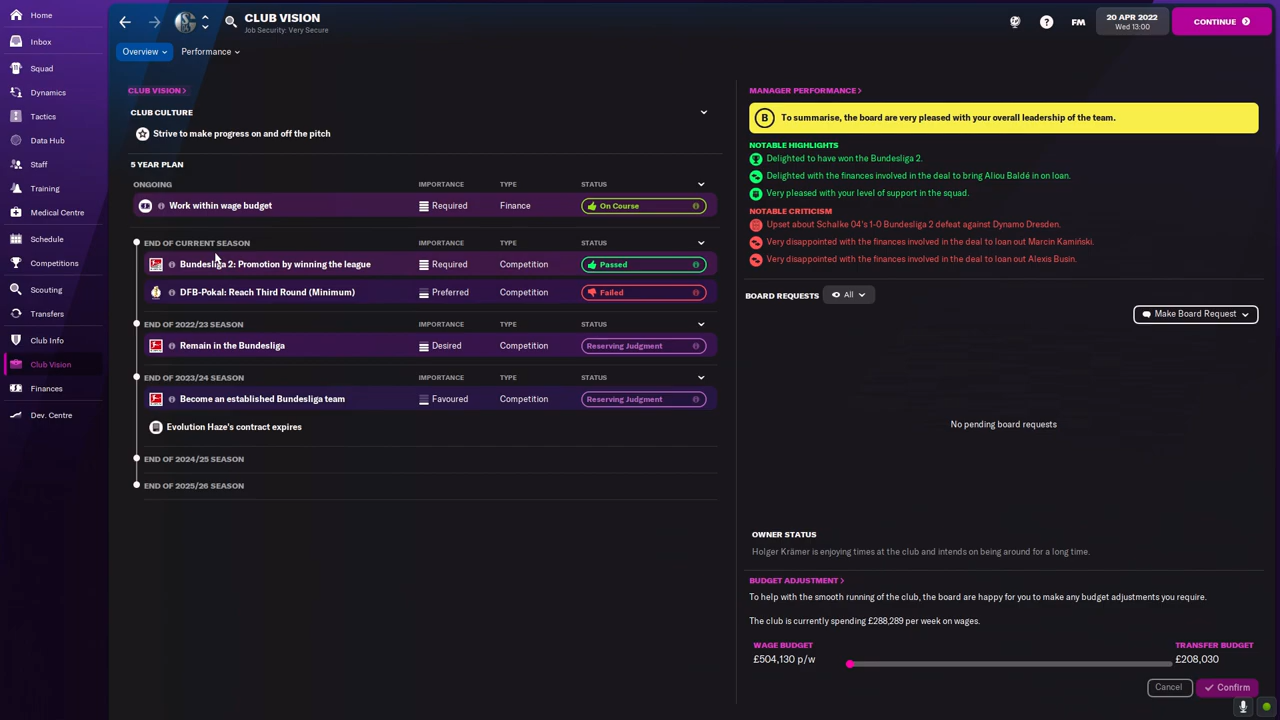 Home
Inbox
Squad
Dynamics
Tactics
Data Hub
Staff
Training
Medical Centre
Schedule
Competitions
Scouting
Transfers
Club Info
Club Vision
Finances
Dev. Centre
CLUB VISION
Job Security: Very Secure
FM
20 APR 2022
Wed 13:00
CONTINUE
Overview
Performance
CLUB VISION >
CLUB CULTURE
Strive to make progress on and off the pitch
5 YEAR PLAN
ONGOING IMPORTANCE TYPE STATUS
Work within wage budget Required Finance On Course
END OF CURRENT SEASON IMPORTANCE TYPE STATUS
Bundesliga 2: Promotion by winning the league Required Competition Passed
DFB-Pokal: Reach Third Round (Minimum) Preferred Competition Failed
END OF 2022/23 SEASON IMPORTANCE TYPE STATUS
Remain in the Bundesliga Desired Competition Reserving Judgment
END OF 2023/24 SEASON IMPORTANCE TYPE STATUS
Become an established Bundesliga team Favoured Competition Reserving Judgment
Evolution Haze's contract expires
END OF 2024/25 SEASON
END OF 2025/26 SEASON
MANAGER PERFORMANCE >
B To summarise, the board are very pleased with your overall leadership of the team.
NOTABLE HIGHLIGHTS
Delighted to have won the Bundesliga 2.
Delighted with the finances involved in the deal to bring Aliou Baldé in on loan.
Very pleased with your level of support in the squad.
NOTABLE CRITICISM
Upset about Schalke 04's 1-0 Bundesliga 2 defeat against Dynamo Dresden.
Very disappointed with the finances involved in the deal to loan out Marcin Kamiński.
Very disappointed with the finances involved in the deal to loan out Alexis Busin.
BOARD REQUESTS All
Make Board Request
No pending board requests
OWNER STATUS
Holger Krämer is enjoying times at the club and intends on being around for a long time.
BUDGET ADJUSTMENT >
To help with the smooth running of the club, the board are happy for you to make any budget adjustments you require.
The club is currently spending £288,289 per week on wages.
WAGE BUDGET TRANSFER BUDGET
£504,130 p/w £208,030
Cancel Confirm